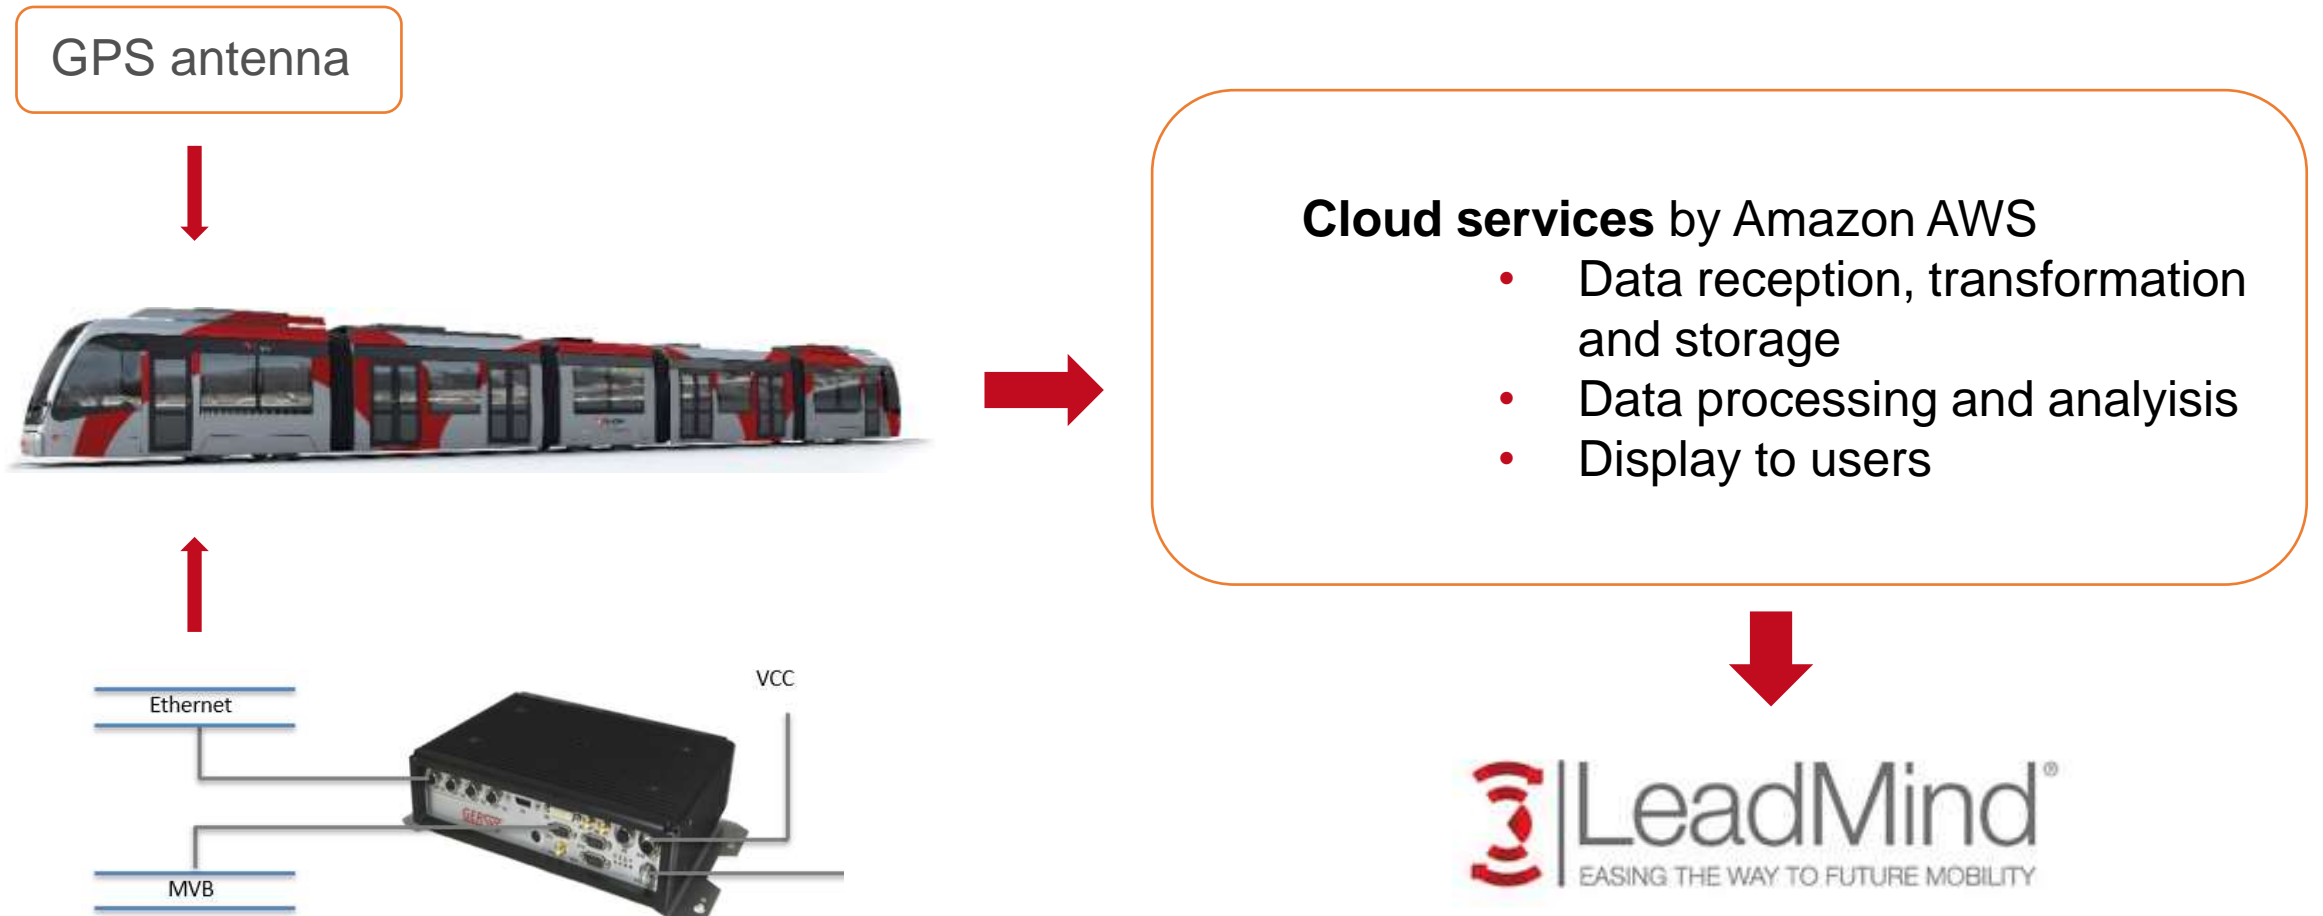 GPS antenna
Cloud services by Amazon AWS
• Data reception, transformation
and storage
• Data processing and analyisis
• Display to users
VCC
Ethernet
MVB
LeadMind®
EASING THE WAY TO FUTURE MOBILITY